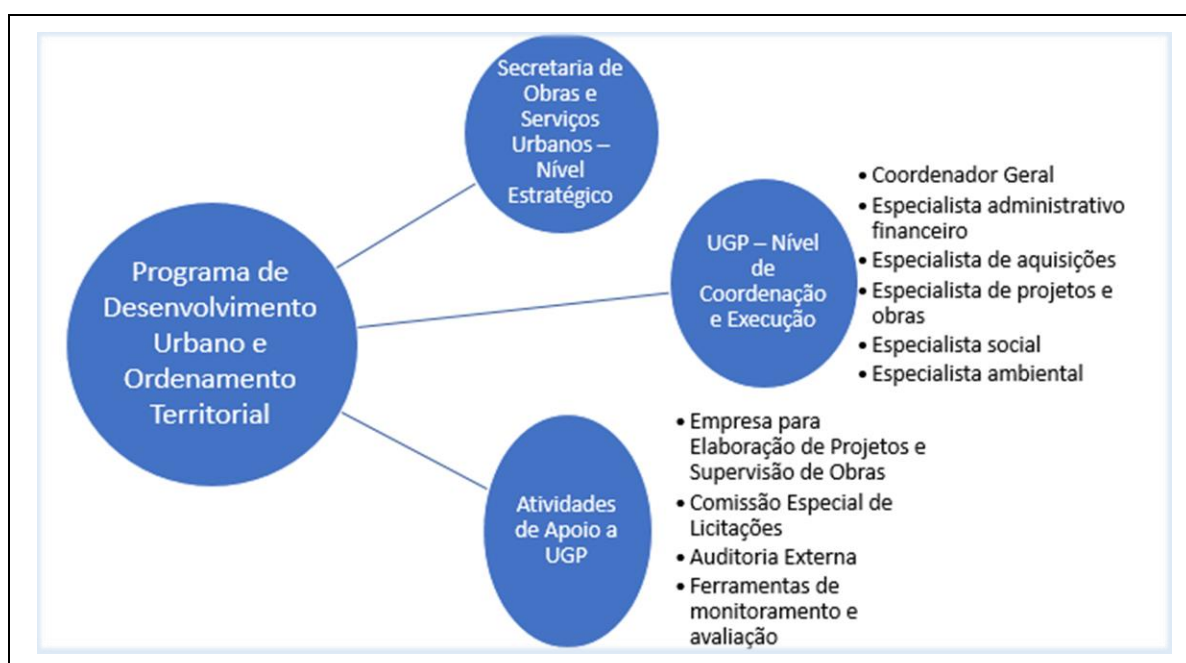 Secretaria de
Obras e
Serviços
Urbanos –
Nível
Estratégico
Programa de
Desenvolvimento
Urbano e
Ordenamento
Territorial
UGP – Nível
de
Coordenação
e Execução
• Coordenador Geral
• Especialista administrativo
financeiro
• Especialista de aquisições
• Especialista de projetos e
obras
• Especialista social
• Especialista ambiental
Atividades
de Apoio a
UGP
• Empresa para
Elaboração de Projetos e
Supervisão de Obras
• Comissão Especial de
Licitações
• Auditoria Externa
• Ferramentas de
monitoramento e
avaliação